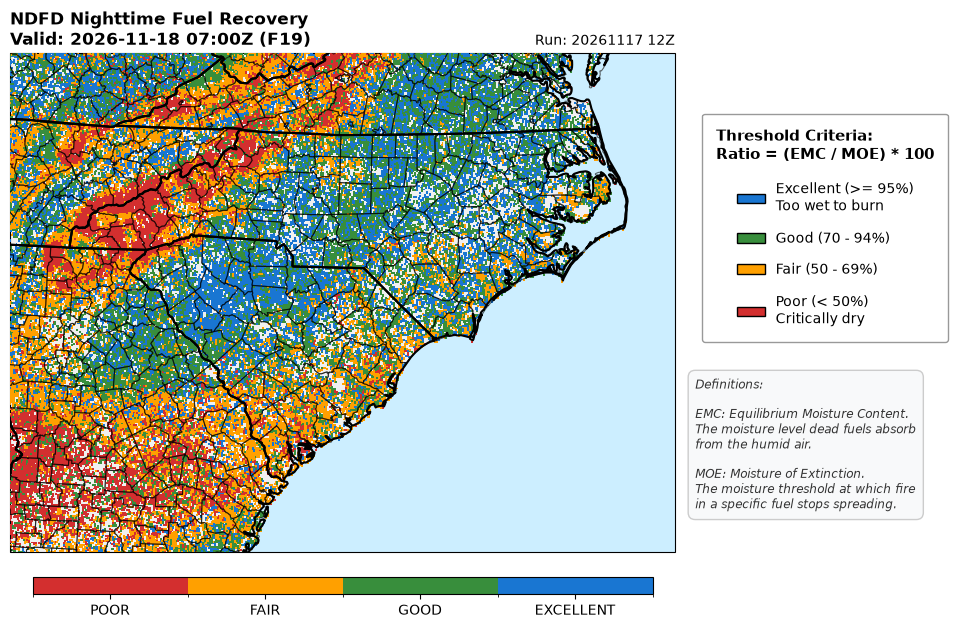 NDFD Nighttime Fuel Recovery
Valid: 2026-11-18 07:00Z (F19)
Run: 20261117 12Z
Threshold Criteria:
Ratio = (EMC / MOE) * 100
Excellent (>= 95%)
Too wet to burn
Good (70 - 94%)
Fair (50 - 69%)
Poor (< 50%)
Critically dry
Definitions:
EMC: Equilibrium Moisture Content.
The moisture level dead fuels absorb
from the humid air.
MOE: Moisture of Extinction.
The moisture threshold at which fire
in a specific fuel stops spreading.
POOR
FAIR
GOOD
EXCELLENT